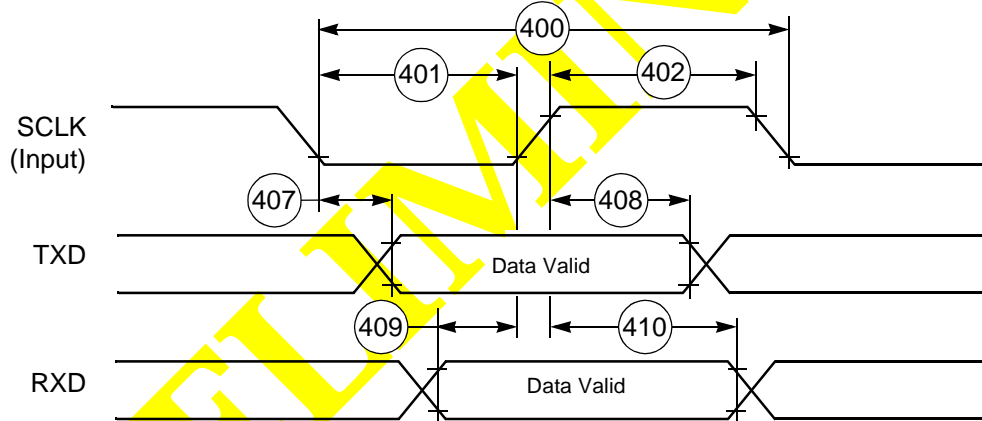 400
401
402
SCLK
(Input)
407
408
TXD
Data Valid
409
410
RXD
Data Valid